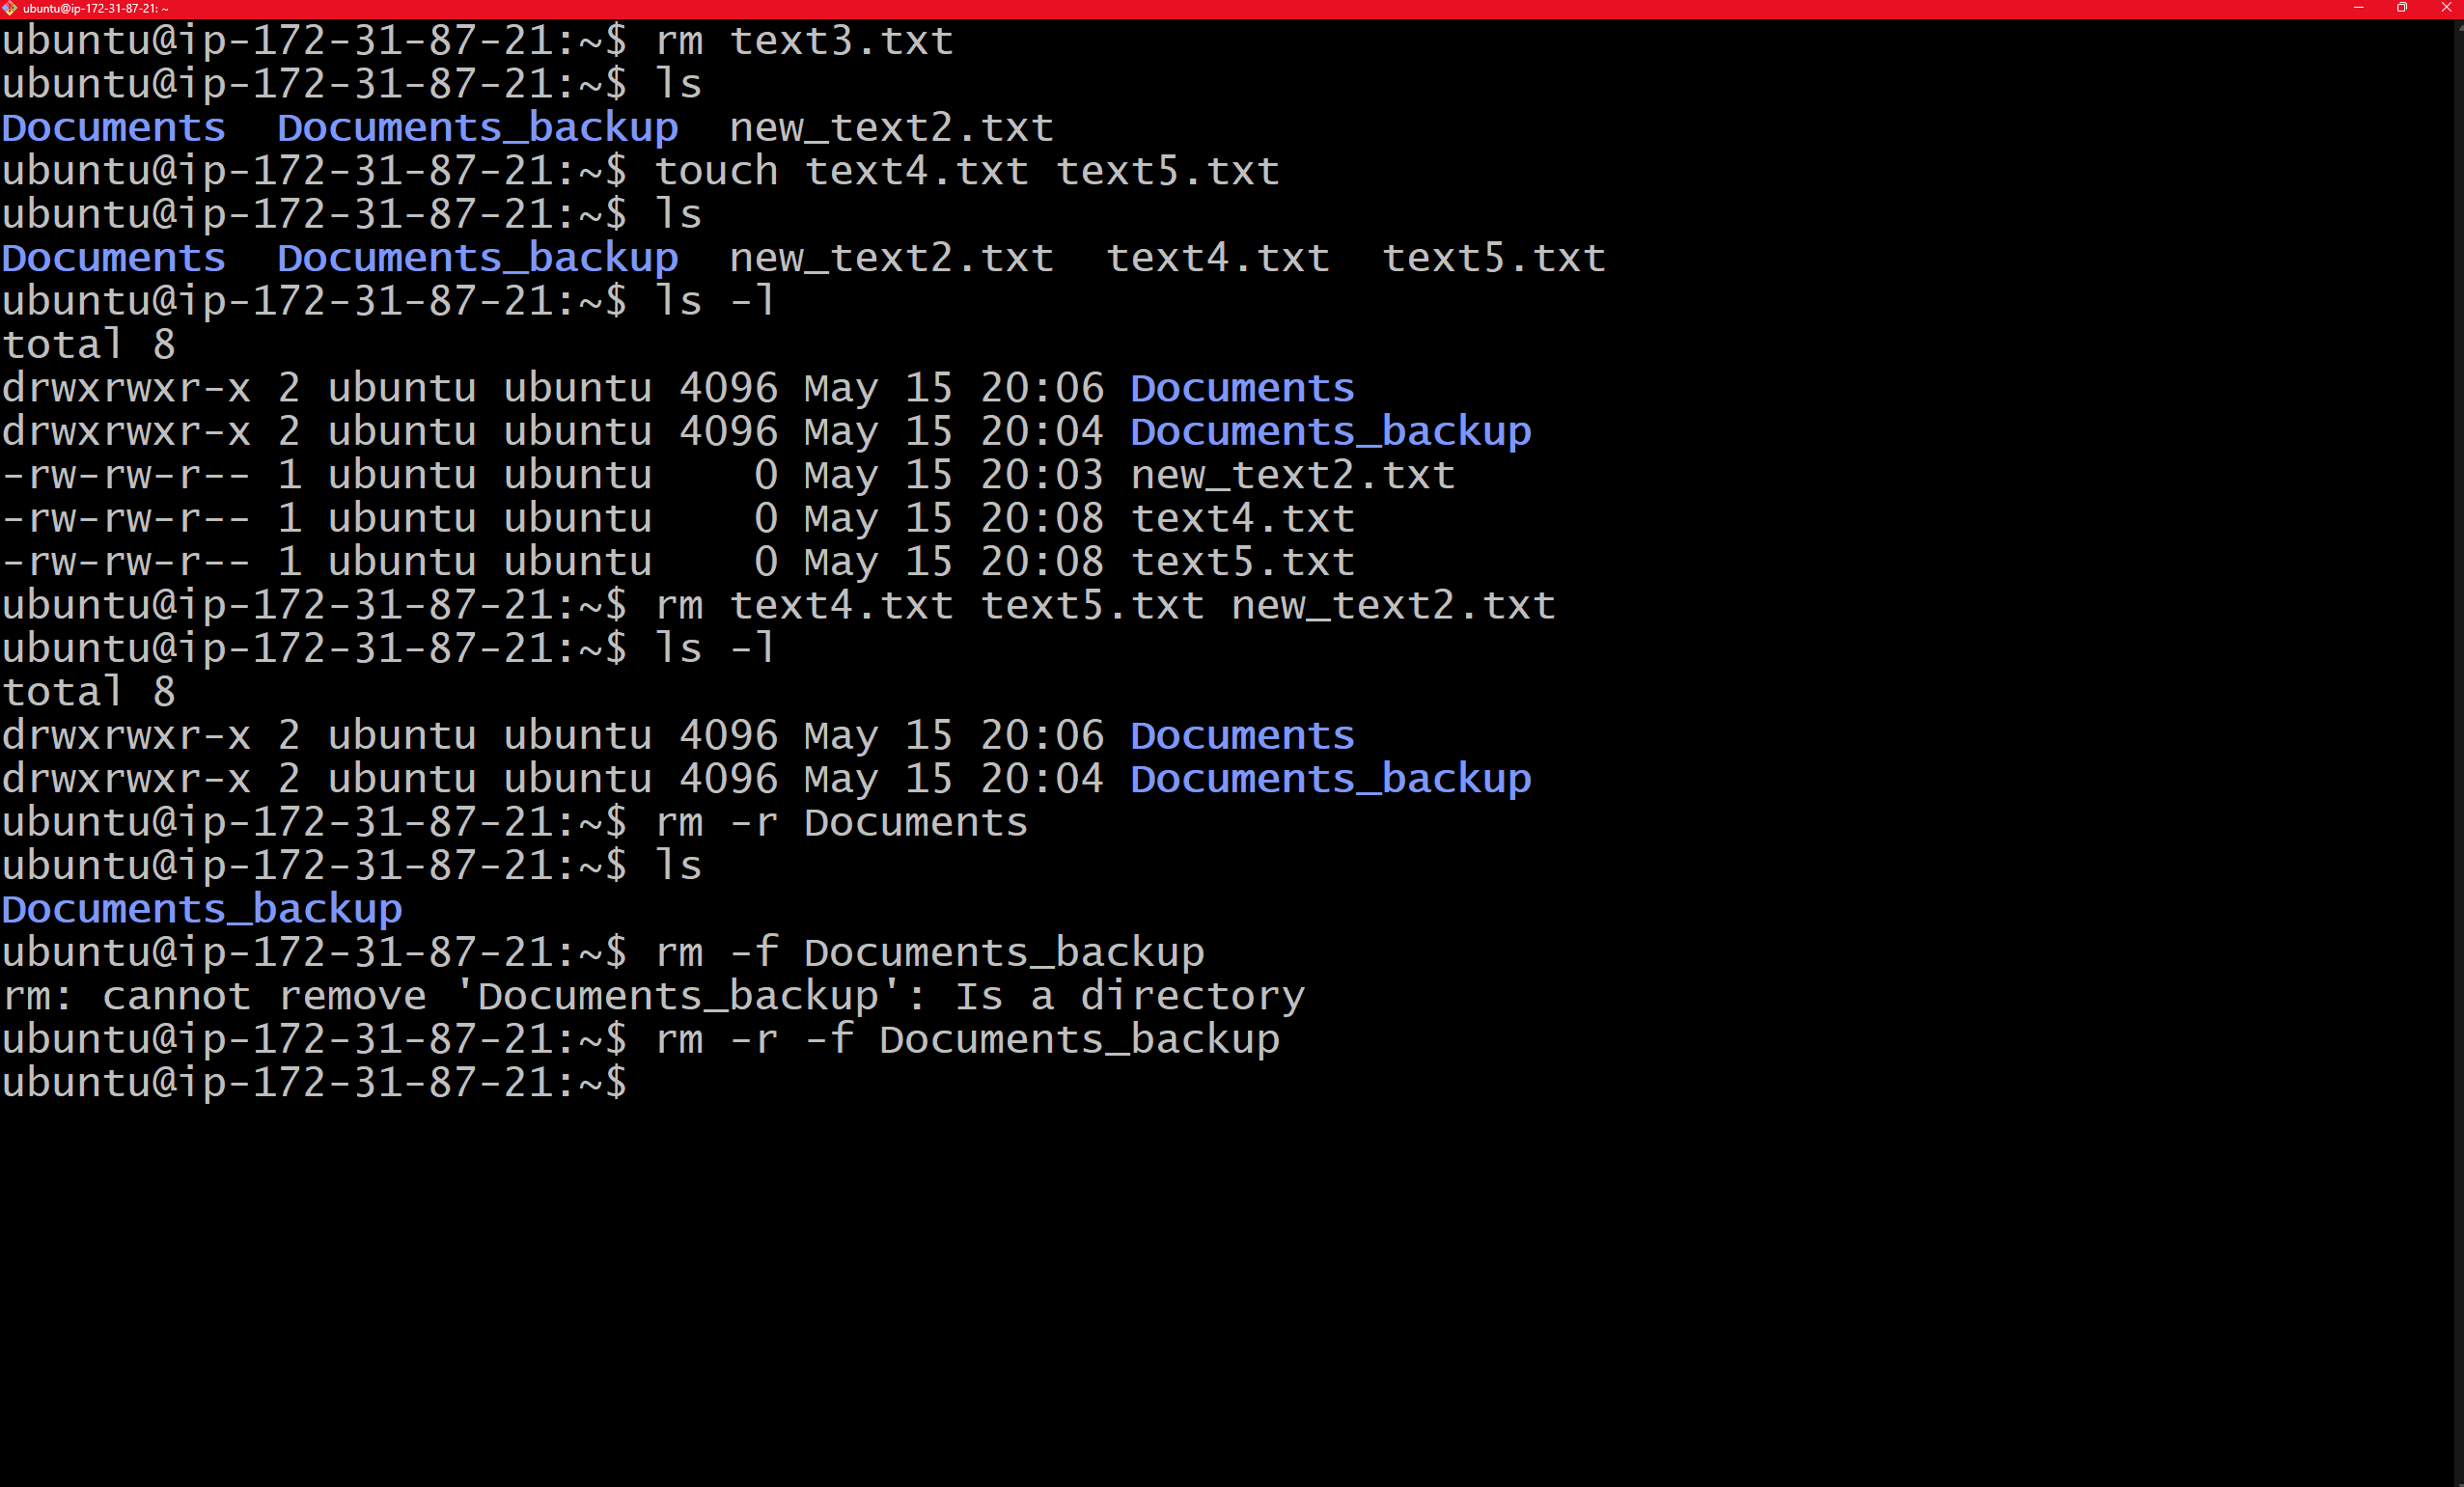 ubuntu@ip-172-31-87-21: ~
ubuntu@ip-172-31-87-21:~$ rm text3.txt
ubuntu@ip-172-31-87-21:~$ ls
Documents  Documents_backup  new_text2.txt
ubuntu@ip-172-31-87-21:~$ touch text4.txt text5.txt
ubuntu@ip-172-31-87-21:~$ ls
Documents  Documents_backup  new_text2.txt  text4.txt  text5.txt
ubuntu@ip-172-31-87-21:~$ ls -l
total 8
drwxrwxr-x 2 ubuntu ubuntu 4096 May 15 20:06 Documents
drwxrwxr-x 2 ubuntu ubuntu 4096 May 15 20:04 Documents_backup
-rw-rw-r-- 1 ubuntu ubuntu    0 May 15 20:03 new_text2.txt
-rw-rw-r-- 1 ubuntu ubuntu    0 May 15 20:08 text4.txt
-rw-rw-r-- 1 ubuntu ubuntu    0 May 15 20:08 text5.txt
ubuntu@ip-172-31-87-21:~$ rm text4.txt text5.txt new_text2.txt
ubuntu@ip-172-31-87-21:~$ ls -l
total 8
drwxrwxr-x 2 ubuntu ubuntu 4096 May 15 20:06 Documents
drwxrwxr-x 2 ubuntu ubuntu 4096 May 15 20:04 Documents_backup
ubuntu@ip-172-31-87-21:~$ rm -r Documents
ubuntu@ip-172-31-87-21:~$ ls
Documents_backup
ubuntu@ip-172-31-87-21:~$ rm -f Documents_backup
rm: cannot remove 'Documents_backup': Is a directory
ubuntu@ip-172-31-87-21:~$ rm -r -f Documents_backup
ubuntu@ip-172-31-87-21:~$